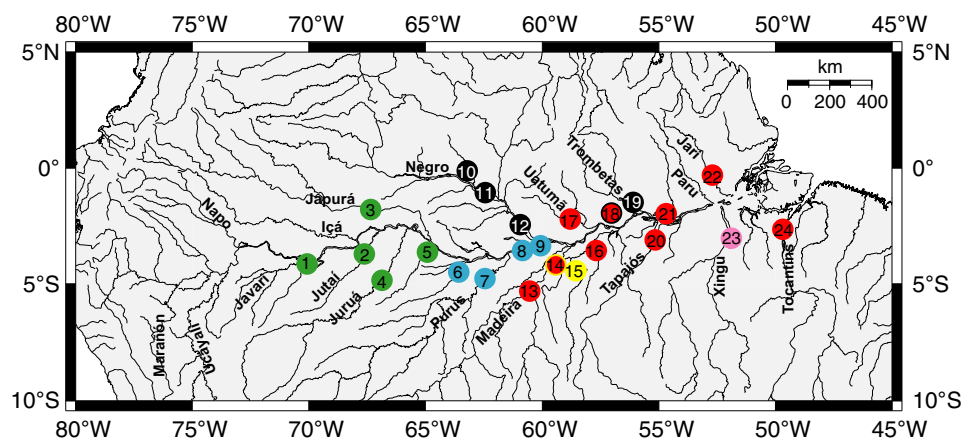 80°W 75°W 70°W 65°W 60°W 55°W 50°W 45°W
5°N 5°N
km
0 200 400
0° 0°
Negro 10
11
Japurá 3
Içá
Napo
12
Uatumã 17
Trombetas 19
18
Jari 22
Paru
21
1 2 5
4
6 7 8 9
14 15 16
13
20 23 24
5°S 5°S
Javari
Jutaí
Juruá
Purus
Madeira
Tapajós
Xingu
Tocantins
Marañon
Ucayali
10°S 10°S
80°W 75°W 70°W 65°W 60°W 55°W 50°W 45°W